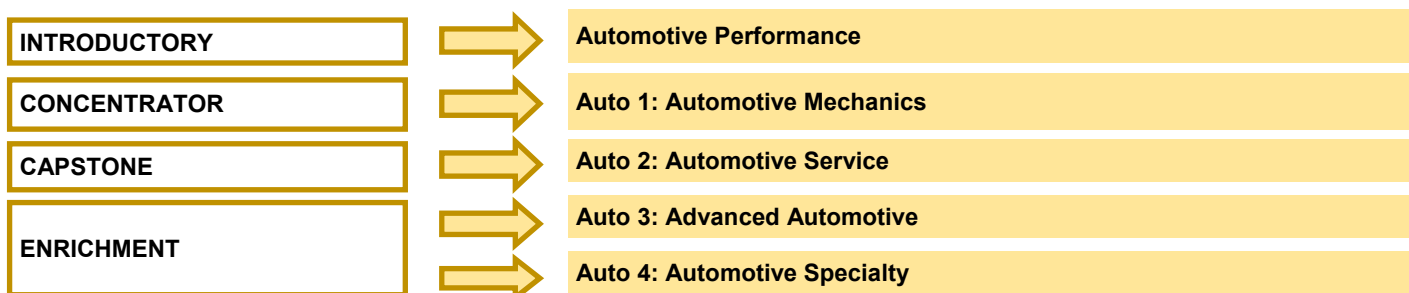 INTRODUCTORY
Automotive Performance
CONCENTRATOR
Auto 1: Automotive Mechanics
CAPSTONE
Auto 2: Automotive Service
ENRICHMENT
Auto 3: Advanced Automotive
Auto 4: Automotive Specialty